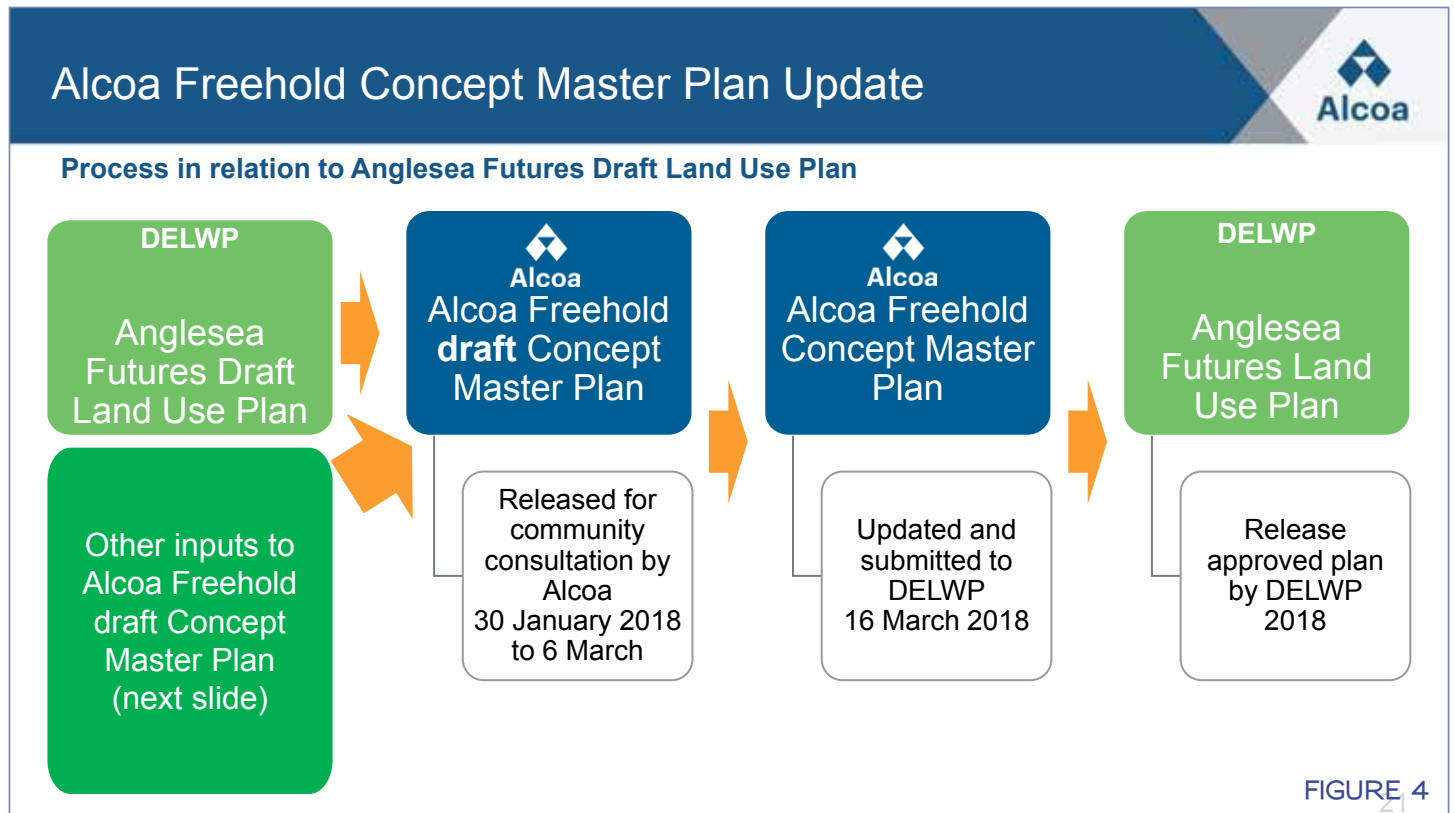 Alcoa Freehold Concept Master Plan Update
Alcoa
Process in relation to Anglesea Futures Draft Land Use Plan
DELWP
Anglesea
Futures Draft
Land Use Plan
Other inputs to
Alcoa Freehold
draft Concept
Master Plan
(next slide)
Alcoa
Alcoa Freehold
draft Concept
Master Plan
Released for
community
consultation by
Alcoa
30 January 2018
to 6 March
Alcoa
Alcoa Freehold
Concept Master
Plan
Updated and
submitted to
DELWP
16 March 2018
DELWP
Anglesea
Futures Land
Use Plan
Release
approved plan
by DELWP
2018
FIGURE 4
21